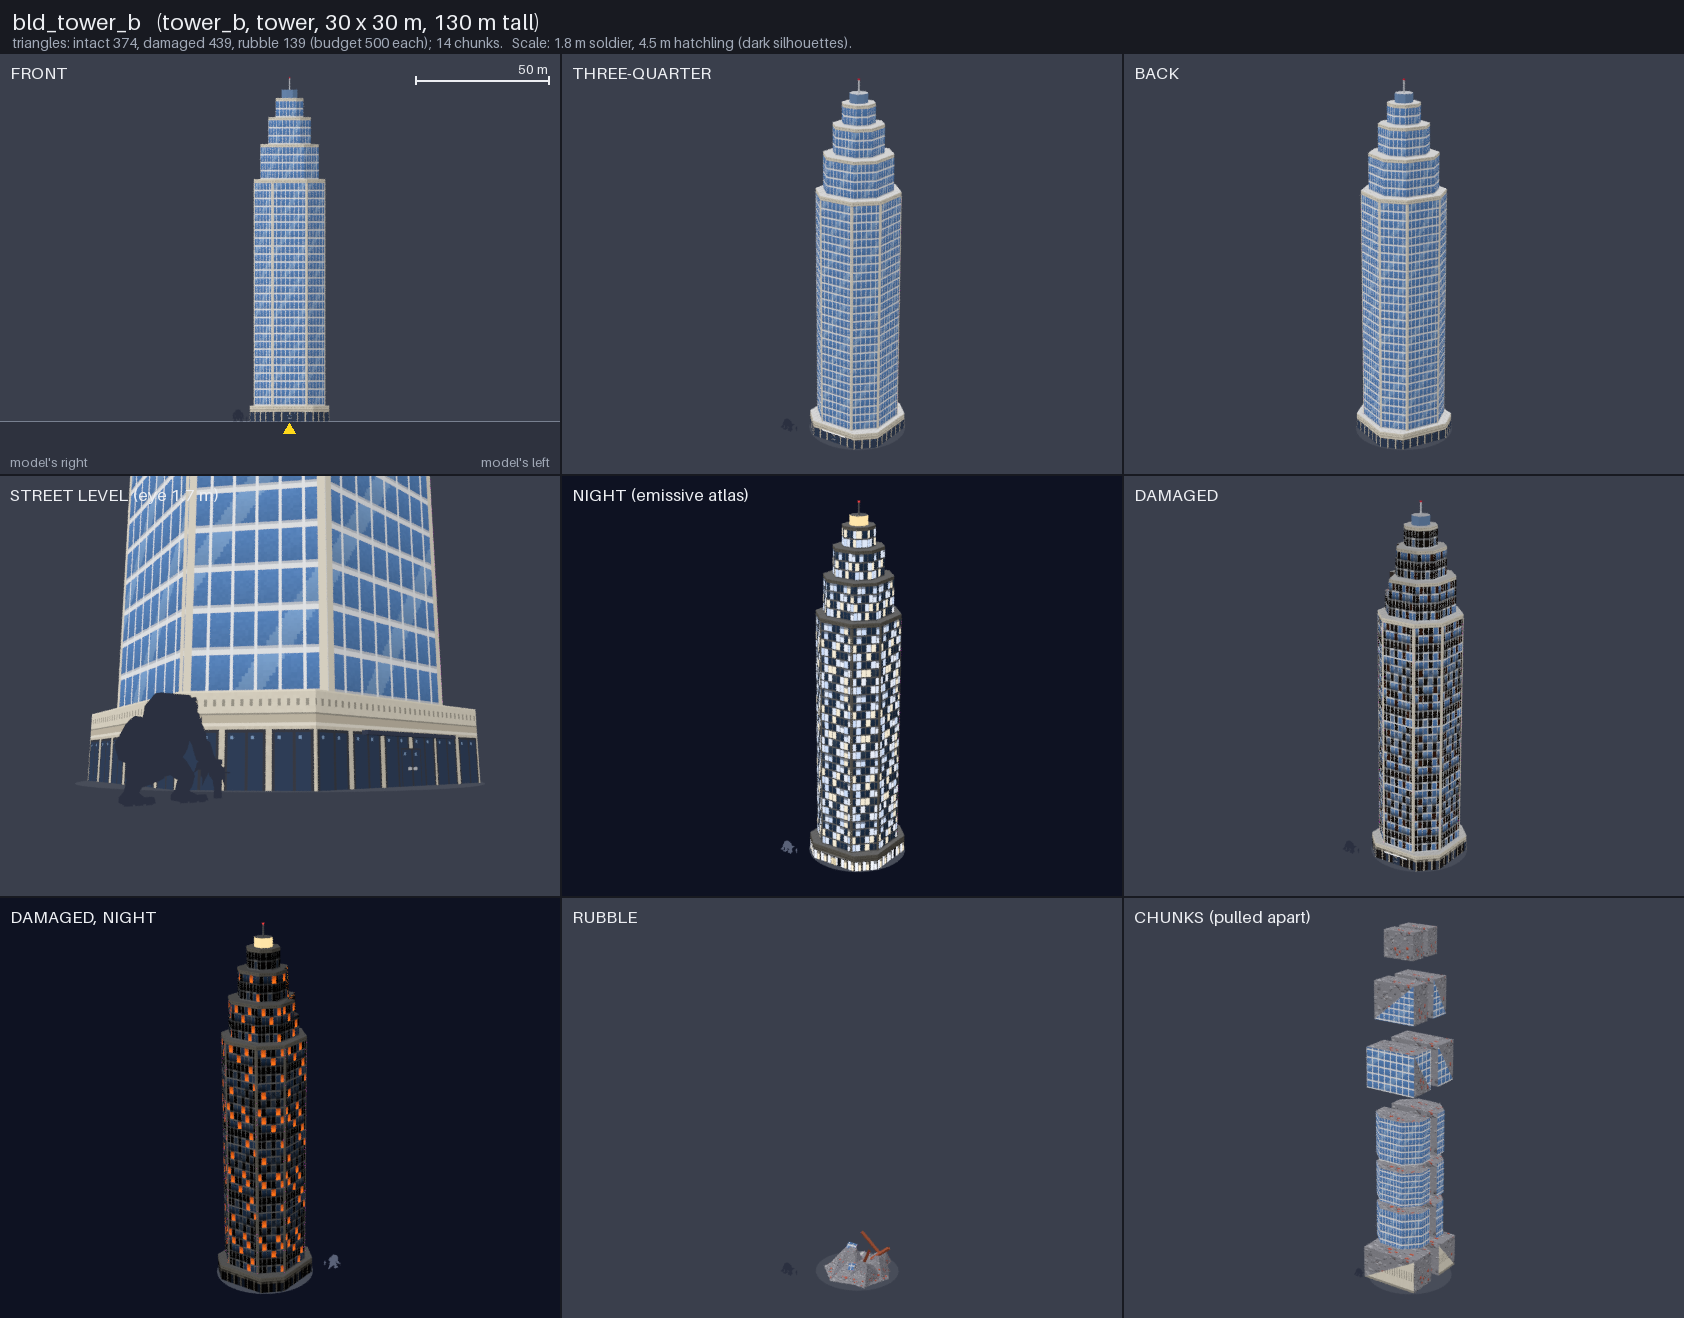 bld_tower_b (tower_b, tower, 30 x 30 m, 130 m tall)
triangles: intact 374, damaged 439, rubble 139 (budget 500 each); 14 chunks. Scale: 1.8 m soldier, 4.5 m hatchling (dark silhouettes).
FRONT
50 m
THREE-QUARTER
BACK
model's right
model's left
STREET LEVEL (eye 1.7 m)
NIGHT (emissive atlas)
DAMAGED
DAMAGED, NIGHT
RUBBLE
CHUNKS (pulled apart)